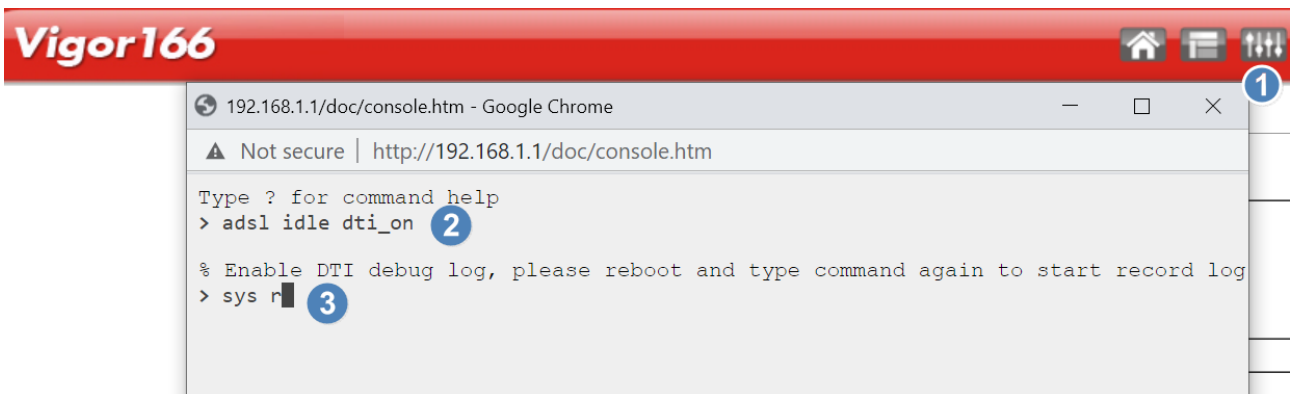 Vigor166
1
192.168.1.1/doc/console.htm - Google Chrome
Not secure | http://192.168.1.1/doc/console.htm
Type ? for command help
> adsl idle dti_on 2
% Enable DTI debug log, please reboot and type command again to start record log
> sys r 3